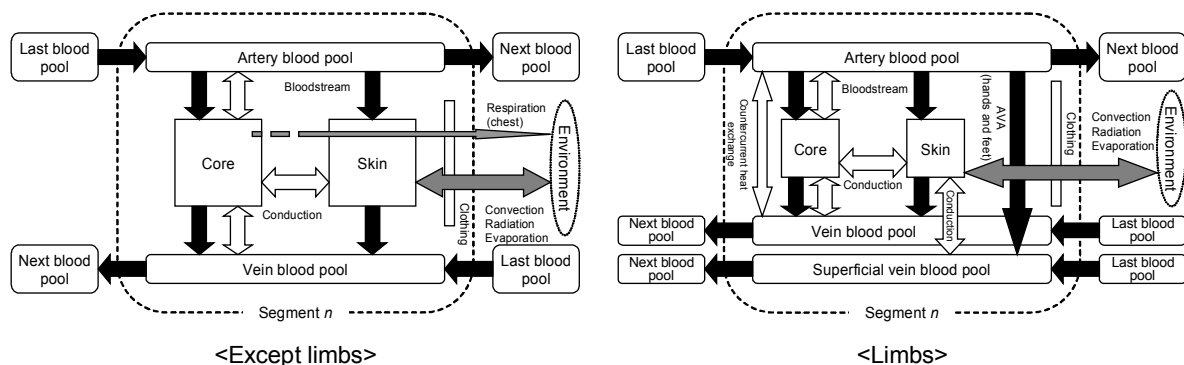 Last blood
pool
Artery blood pool
Next blood
pool
Bloodstream
Respiration
(chest)
Environment
Core
Skin
Conduction
Clothing
Convection
Radiation
Evaporation
Next blood
pool
Vein blood pool
Last blood
pool
Segment n
<Except limbs>
Last blood
pool
Artery blood pool
Next blood
pool
Bloodstream
Countercurrent heat
exchange
AVA
(hands and feet)
Clothing
Convection
Radiation
Evaporation
Environment
Core
Skin
Conduction
Conduction
Next blood
pool
Vein blood pool
Last blood
pool
Next blood
pool
Superficial vein blood pool
Last blood
pool
Segment n
<Limbs>